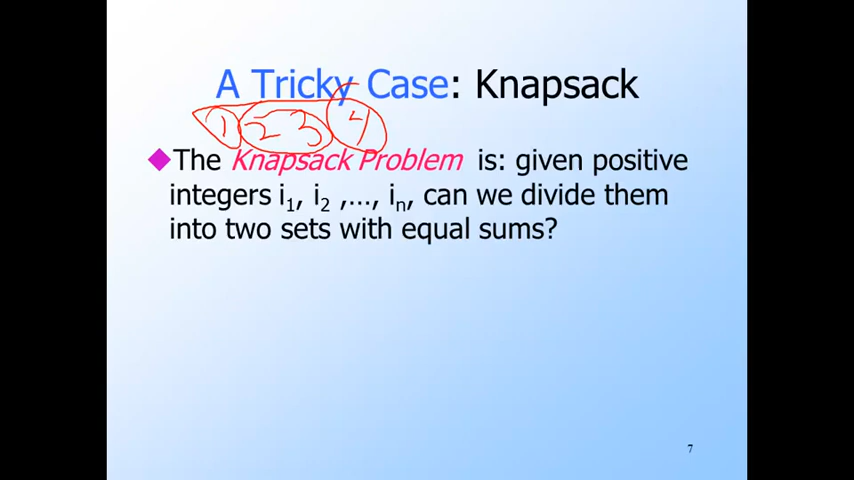 A Tricky Case: Knapsack
1 2 3 4
The Knapsack Problem is: given positive
integers i1, i2 ,…, in, can we divide them
into two sets with equal sums?
7